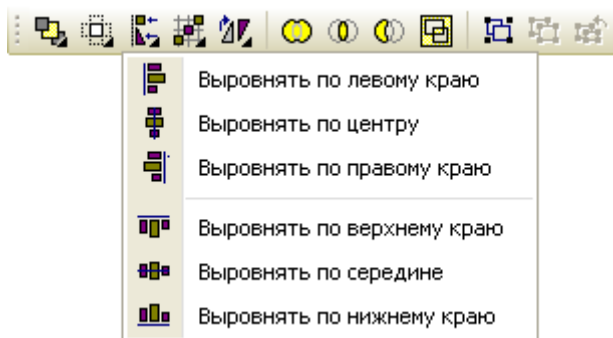 Выровнять по левому краю
Выровнять по центру
Выровнять по правому краю
Выровнять по верхнему краю
Выровнять по середине
Выровнять по нижнему краю